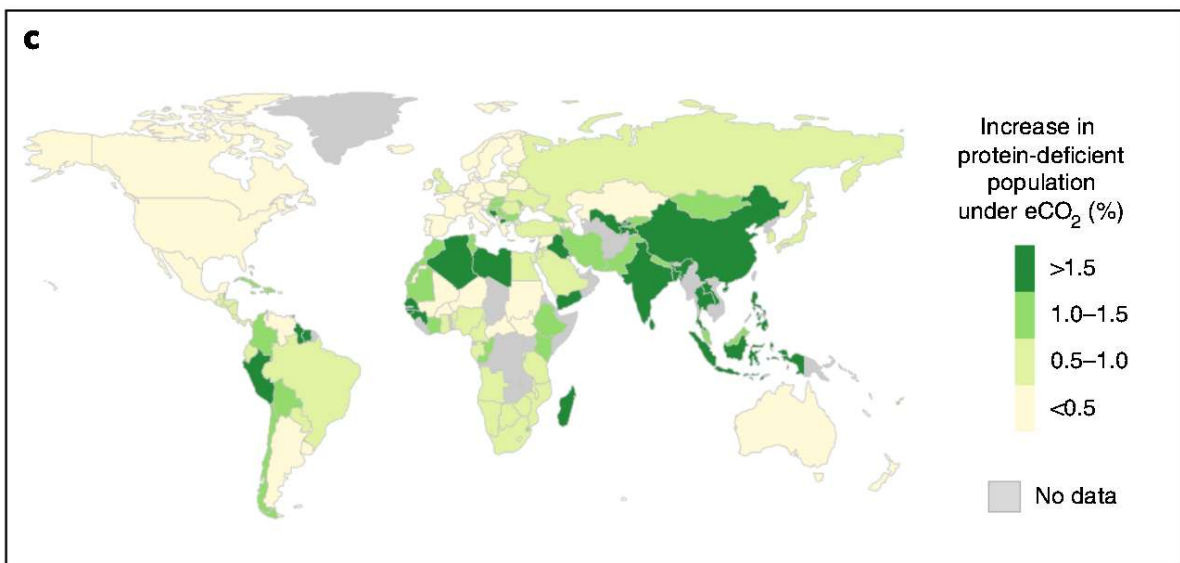 c
Increase in
protein-deficient
population
under eCO₂ (%)
>1.5
1.0–1.5
0.5–1.0
<0.5
No data